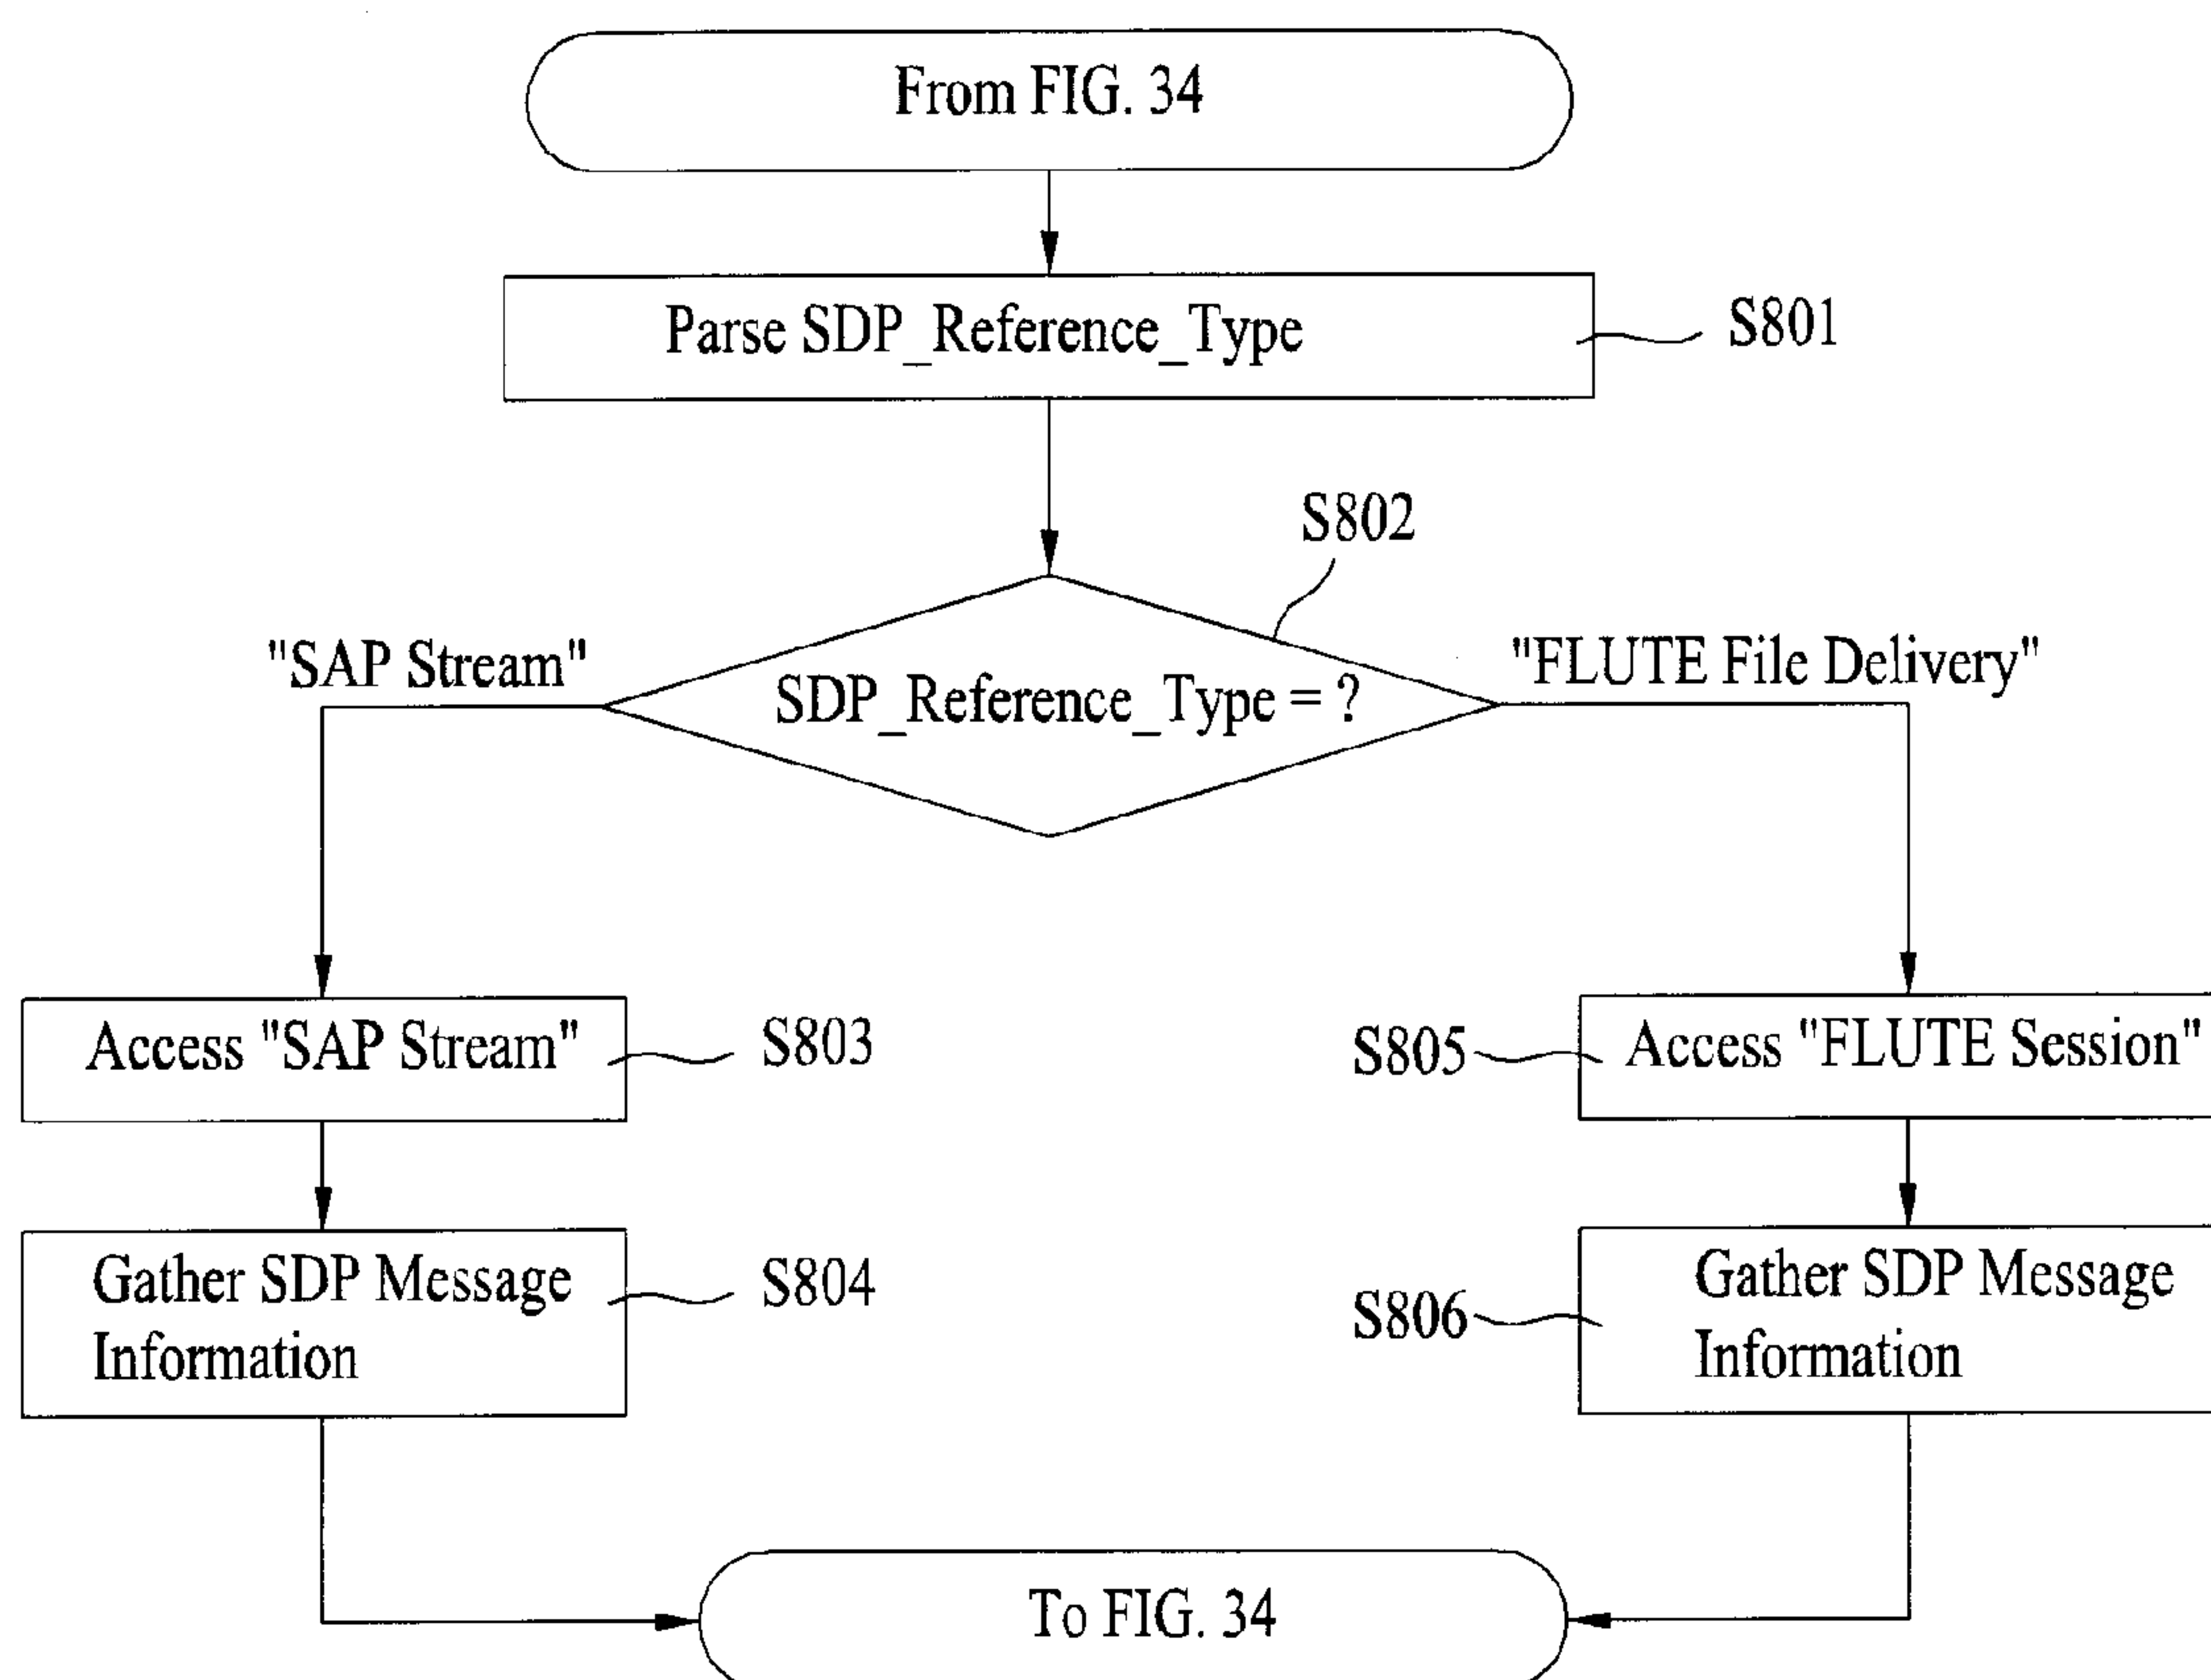 From FIG. 34
Parse SDP_Reference_Type
S801
S802
"SAP Stream"
SDP_Reference_Type = ?
"FLUTE File Delivery"
Access "SAP Stream"
S803
S805
Access "FLUTE Session"
Gather SDP Message
Information
S804
S806
Gather SDP Message
Information
To FIG. 34